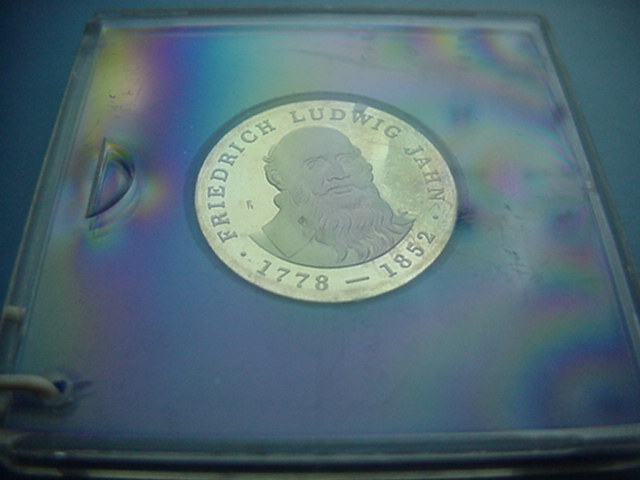 FRIEDRICH LUDWIG JAHN
· 1778 — 1852 ·